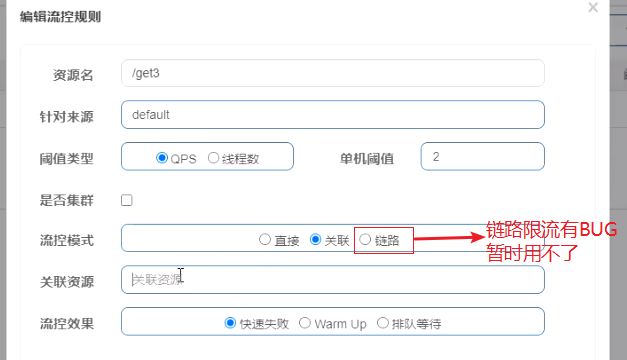 编辑流控规则
×
资源名 /get3
针对来源 default
阈值类型 QPS 线程数 单机阈值 2
是否集群
流控模式 直接 关联 链路
链路限流有BUG
暂时用不了
关联资源 关联资源
流控效果 快速失败 Warm Up 排队等待